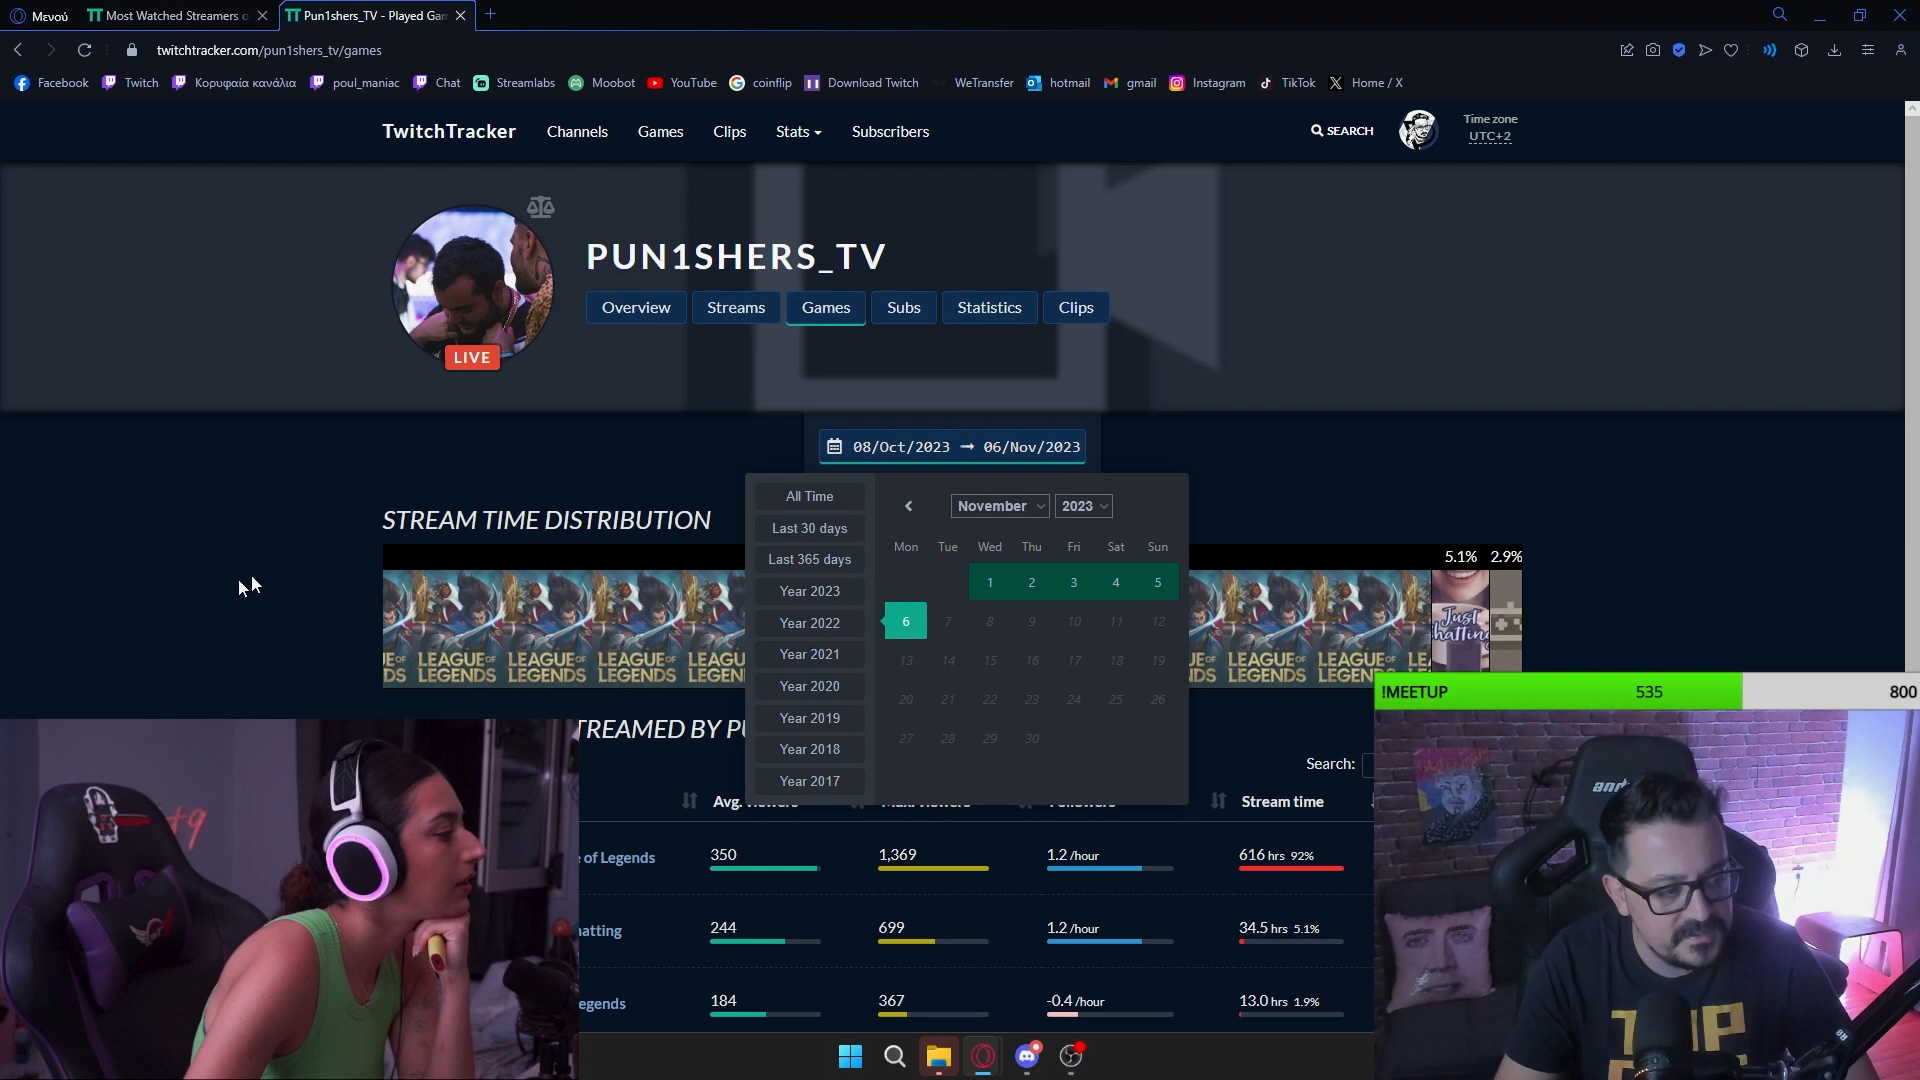 Μενού
Most Watched Streamers o
Pun1shers_TV - Played Gam
twitchtracker.com/pun1shers_tv/games
Facebook
Twitch
Κορυφαία κανάλια
poul_maniac
Chat
Streamlabs
Moobot
YouTube
coinflip
Download Twitch
WeTransfer
hotmail
gmail
Instagram
TikTok
Home / X
TwitchTracker
Channels
Games
Clips
Stats
Subscribers
SEARCH
Time zone
UTC+2
PUN1SHERS_TV
LIVE
Overview
Streams
Games
Subs
Statistics
Clips
08/Oct/2023 → 06/Nov/2023
All Time
Last 30 days
Last 365 days
Year 2023
Year 2022
Year 2021
Year 2020
Year 2019
Year 2018
Year 2017
November 2023
Mon Tue Wed Thu Fri Sat Sun
1 2 3 4 5
6 7 8 9 10 11 12
13 14 15 16 17 18 19
20 21 22 23 24 25 26
27 28 29 30
STREAM TIME DISTRIBUTION
5.1% 2.9%
LEAGUE OF LEGENDS
Just
hatting
!MEETUP 535 800
TREAMED BY PU
Search:
Avg. viewers
Max. viewers
Followers
Stream time
of Legends 350 1,369 1.2 /hour 616 hrs 92%
hatting 244 699 1.2 /hour 34.5 hrs 5.1%
egends 184 367 -0.4 /hour 13.0 hrs 1.9%